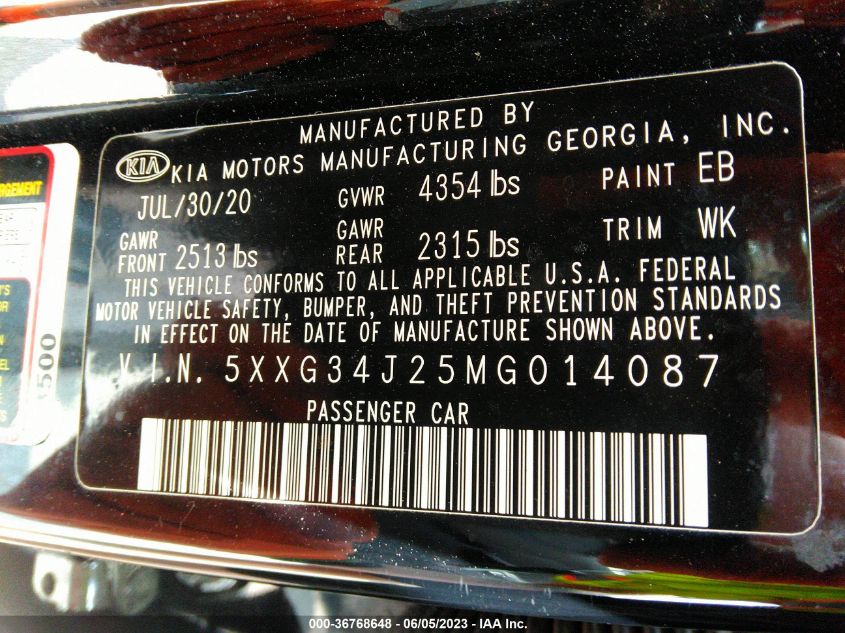 MANUFACTURED BY
KIA KIA MOTORS MANUFACTURING GEORGIA, INC.
JUL/30/20 GVWR 4354 lbs PAINT EB
GAWR FRONT 2513 lbs GAWR REAR 2315 lbs TRIM WK
THIS VEHICLE CONFORMS TO ALL APPLICABLE U.S.A. FEDERAL
MOTOR VEHICLE SAFETY, BUMPER, AND THEFT PREVENTION STANDARDS
IN EFFECT ON THE DATE OF MANUFACTURE SHOWN ABOVE.
V.I.N. 5XXG34J25MG014087
PASSENGER CAR
500
000-36768648 - 06/05/2023 - IAA Inc.